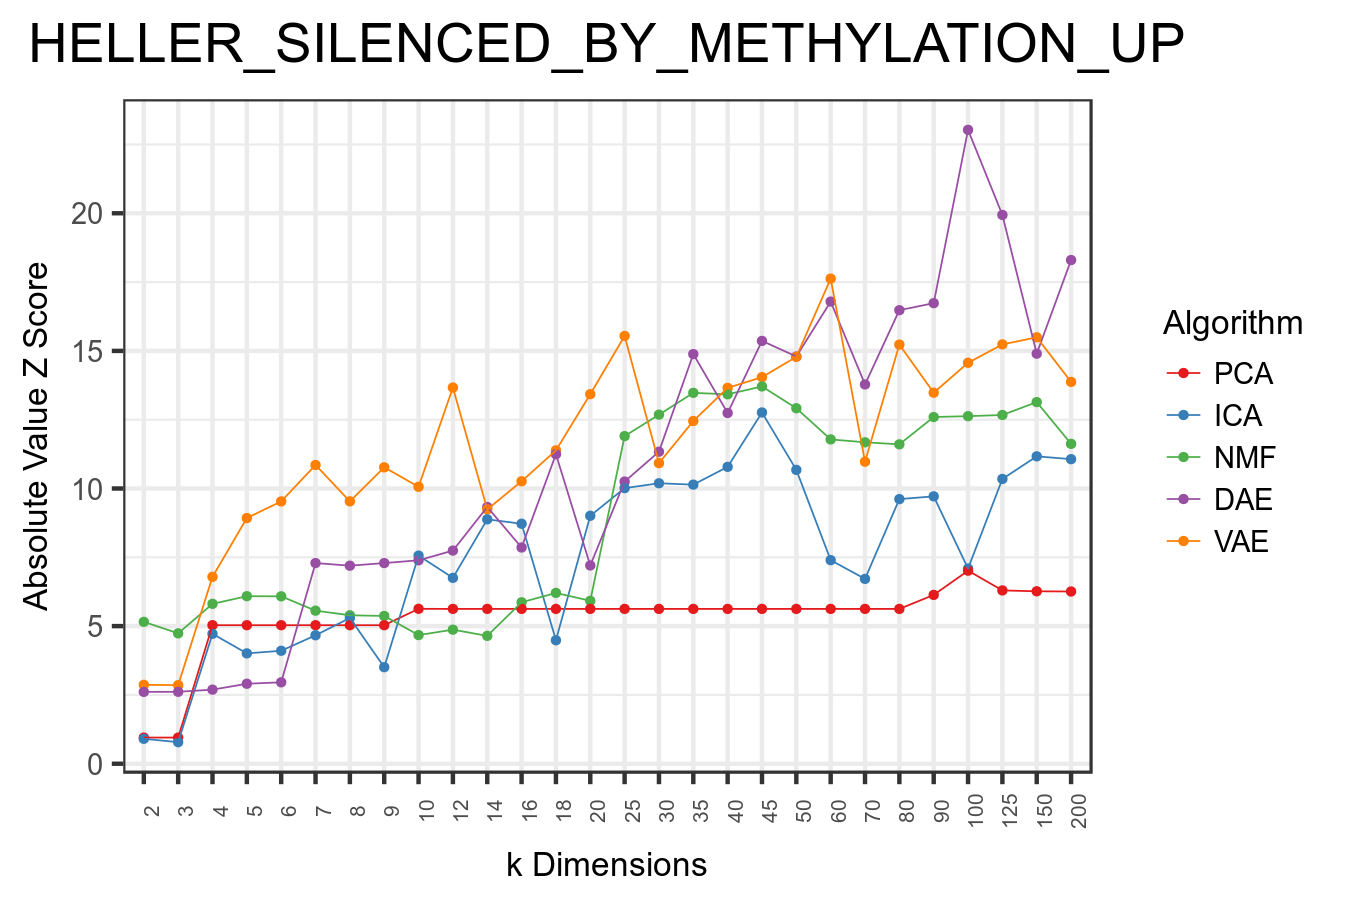 HELLER_SILENCED_BY_METHYLATION_UP
Absolute Value Z Score
20
15
10
5
0
2 3 4 5 6 7 8 9 10 12 14 16 18 20 25 30 35 40 45 50 60 70 80 90 100 125 150 200
k Dimensions
Algorithm
PCA
ICA
NMF
DAE
VAE